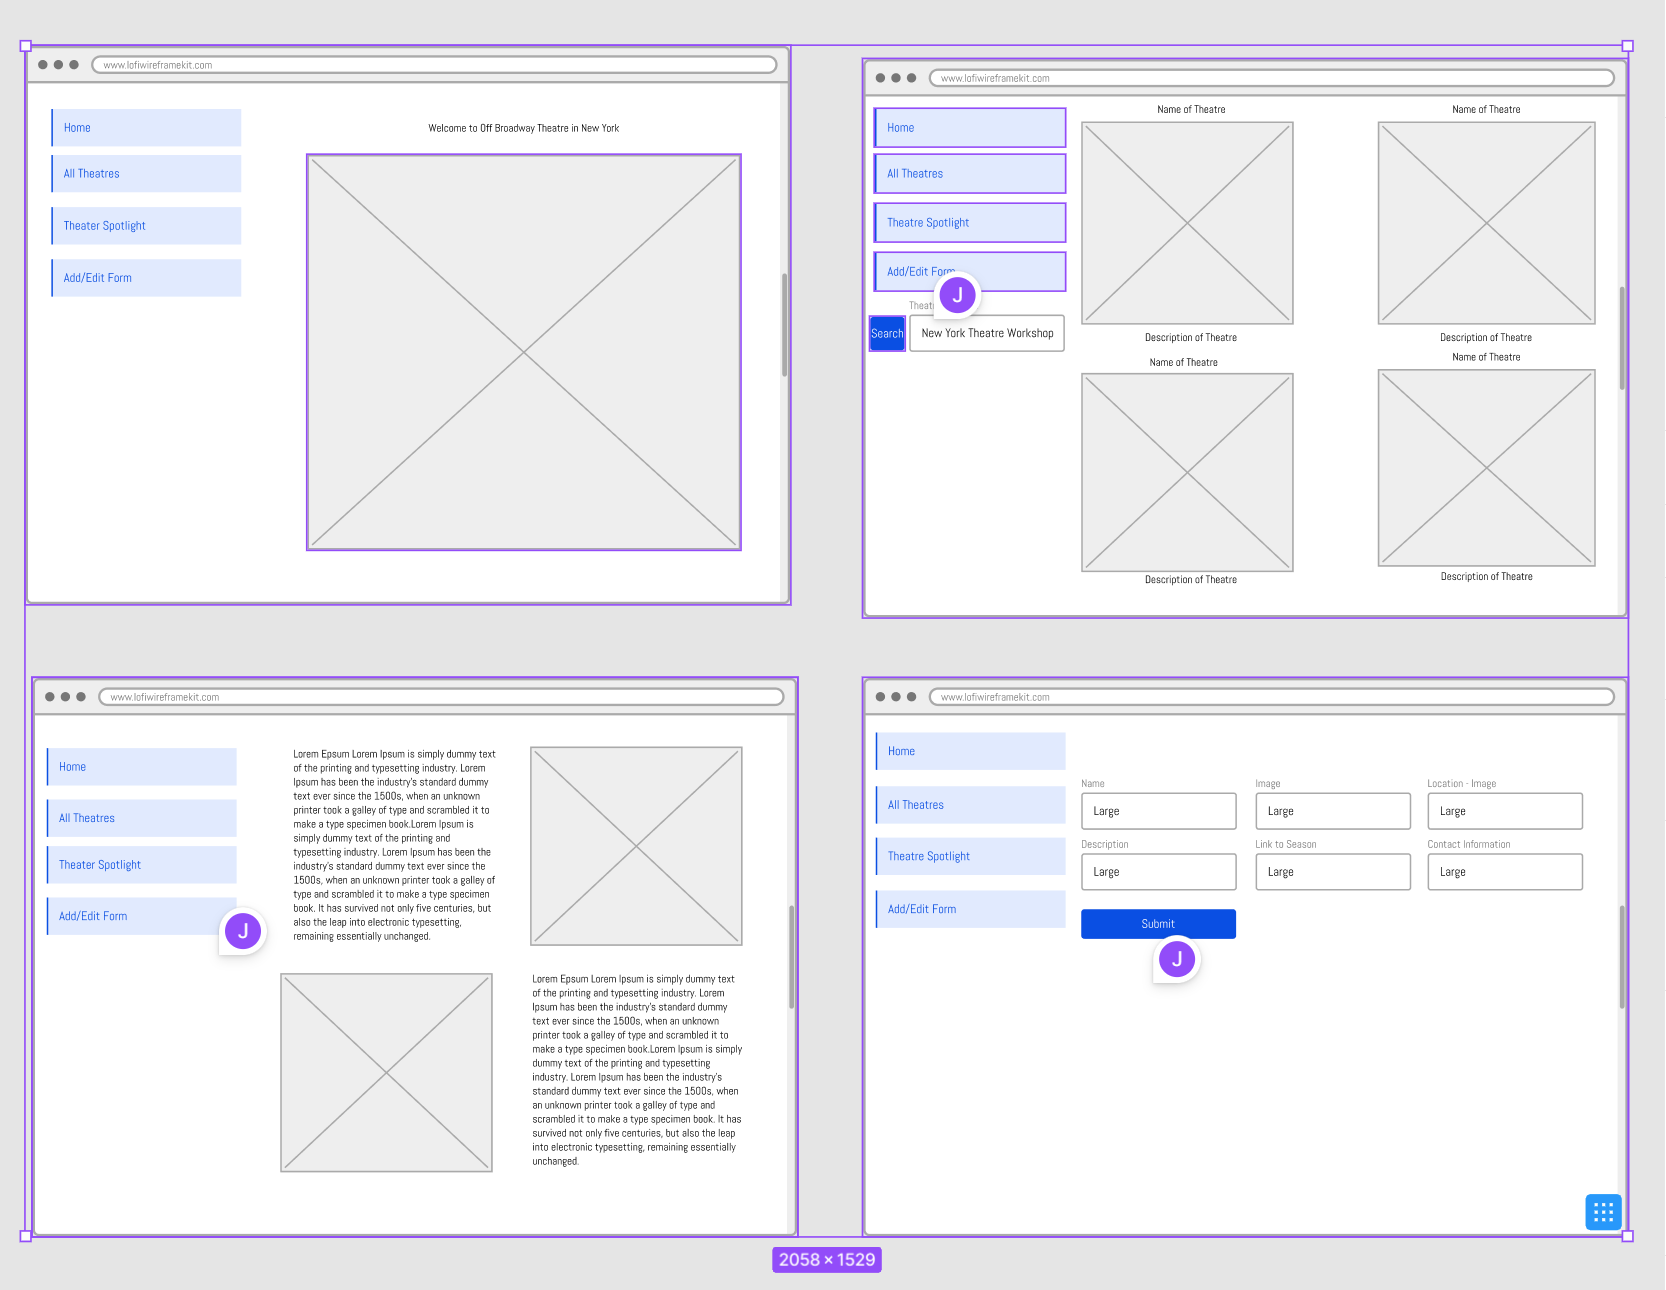 www.lofiwireframekit.com
Home
All Theatres
Theater Spotlight
Add/Edit Form
Welcome to Off Broadway Theatre in New York
www.lofiwireframekit.com
Home
All Theatres
Theatre Spotlight
Add/Edit Form
J
Search
New York Theatre Workshop
Name of Theatre
Name of Theatre
Description of Theatre
Description of Theatre
Name of Theatre
Name of Theatre
Description of Theatre
Description of Theatre
www.lofiwireframekit.com
Home
All Theatres
Theater Spotlight
Add/Edit Form
J
Lorem Epsum Lorem Ipsum is simply dummy text
of the printing and typesetting industry. Lorem
Ipsum has been the industry's standard dummy
text ever since the 1500s, when an unknown
printer took a galley of type and scrambled it to
make a type specimen book.Lorem Ipsum is
simply dummy text of the printing and
typesetting industry. Lorem Ipsum has been the
industry's standard dummy text ever since the
1500s, when an unknown printer took a galley of
type and scrambled it to make a type specimen
book. It has survived not only five centuries, but
also the leap into electronic typesetting,
remaining essentially unchanged.
Lorem Epsum Lorem Ipsum is simply dummy text
of the printing and typesetting industry. Lorem
Ipsum has been the industry's standard dummy
text ever since the 1500s, when an unknown
printer took a galley of type and scrambled it to
make a type specimen book.Lorem Ipsum is simply
dummy text of the printing and typesetting
industry. Lorem Ipsum has been the industry's
standard dummy text ever since the 1500s, when
an unknown printer took a galley of type and
scrambled it to make a type specimen book. It has
survived not only five centuries, but also the leap
into electronic typesetting, remaining essentially
unchanged.
www.lofiwireframekit.com
Home
All Theatres
Theatre Spotlight
Add/Edit Form
Name
Image
Location - Image
Large
Large
Large
Description
Link to Season
Contact Information
Large
Large
Large
Submit
J
2058 × 1529